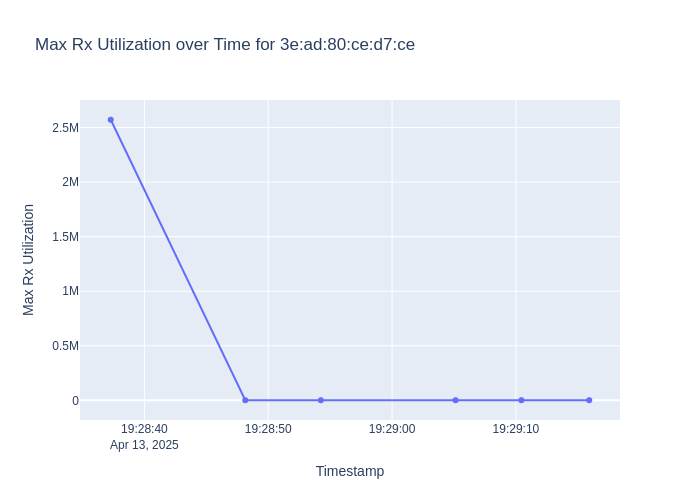 Max Rx Utilization over Time for 3e:ad:80:ce:d7:ce
2.5M
2M
1.5M
1M
0.5M
0
Max Rx Utilization
19:28:40 19:28:50 19:29:00 19:29:10
Apr 13, 2025
Timestamp